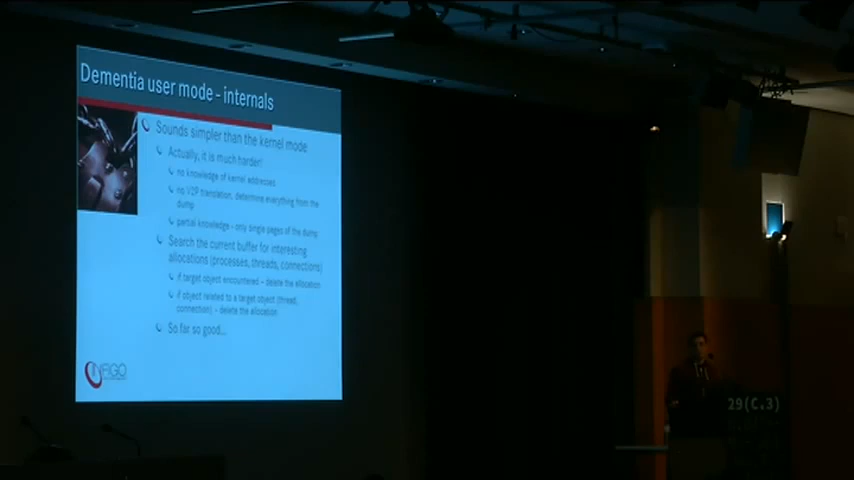 Dementia user mode - internals
Sounds simpler than the kernel mode
Actually, it is much harder!
no knowledge of kernel addresses
no V2P translation, determine everything from the
dump
partial knowledge - only single pages of the dump
Search the current buffer for interesting
allocations (processes, threads, connections)
if target object encountered - delete the allocation
if object related to a target object (thread,
connection) - delete the allocation
So far so good...
INFIGO
29(C.3)